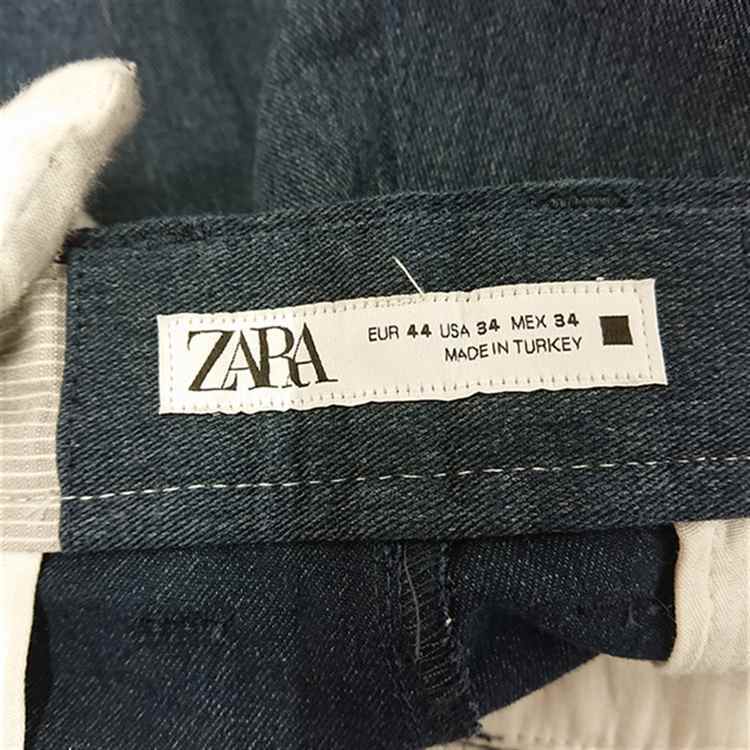 ZARA
EUR 44 USA 34 MEX 34
MADE IN TURKEY